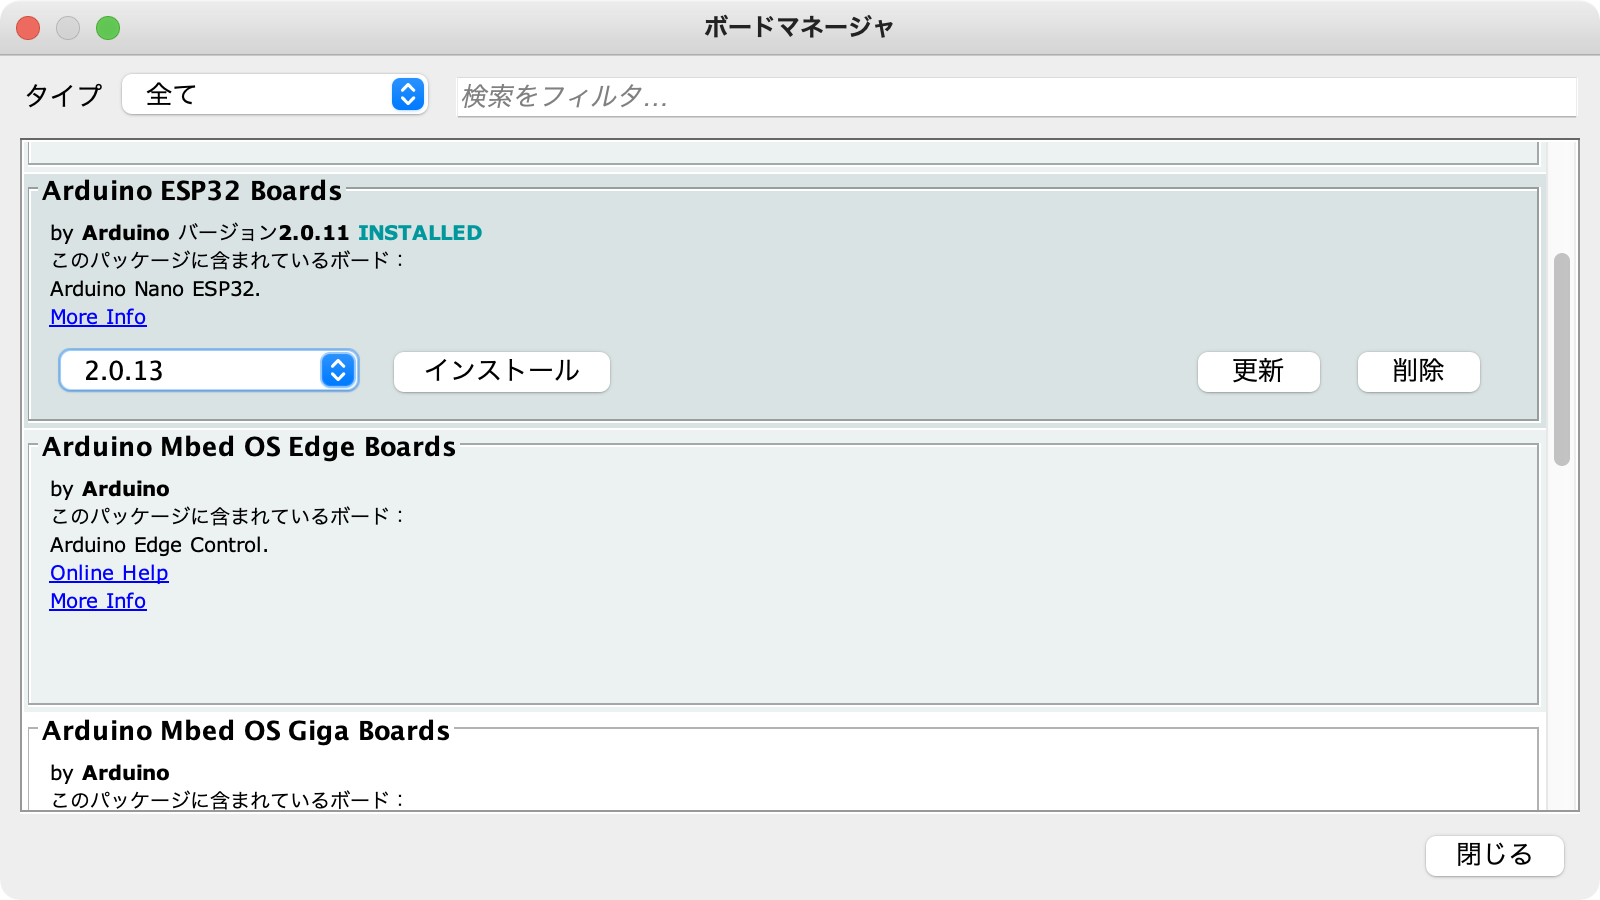 ボードマネージャ
タイプ 全て 検索をフィルタ...
Arduino ESP32 Boards
by Arduino バージョン2.0.11 INSTALLED
このパッケージに含まれているボード：
Arduino Nano ESP32.
More Info
2.0.13 インストール 更新 削除
Arduino Mbed OS Edge Boards
by Arduino
このパッケージに含まれているボード：
Arduino Edge Control.
Online Help
More Info
Arduino Mbed OS Giga Boards
by Arduino
このパッケージに含まれているボード：
閉じる